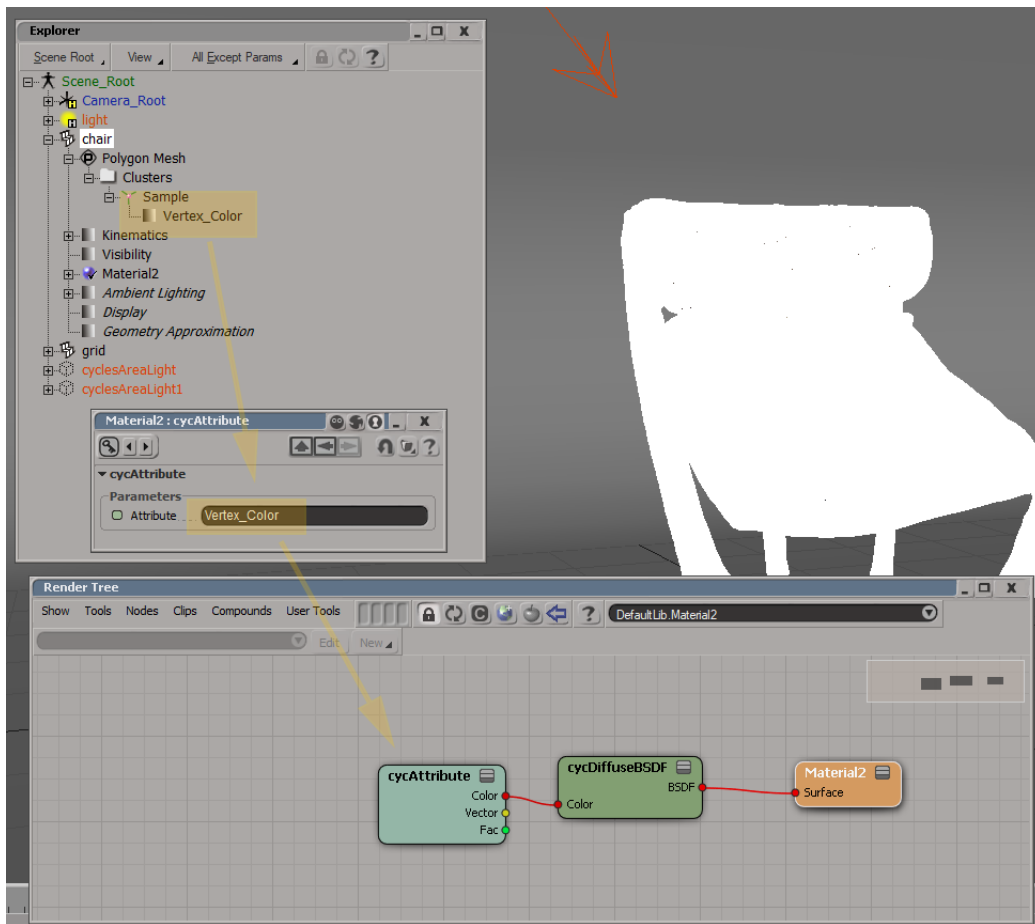 Explorer
Scene Root View All Except Params ?
Scene_Root
Camera_Root
light
chair
Polygon Mesh
Clusters
Sample
Vertex_Color
Kinematics
Visibility
Material2
Ambient Lighting
Display
Geometry Approximation
grid
cyclesAreaLight
cyclesAreaLight1
Material2 : cycAttribute
cycAttribute
Parameters
Attribute Vertex_Color
Render Tree
Show Tools Nodes Clips Compounds User Tools ? DefaultLib.Material2
Edit New
cycAttribute
Color
Vector
Fac
cycDiffuseBSDF
BSDF
Color
Material2
Surface